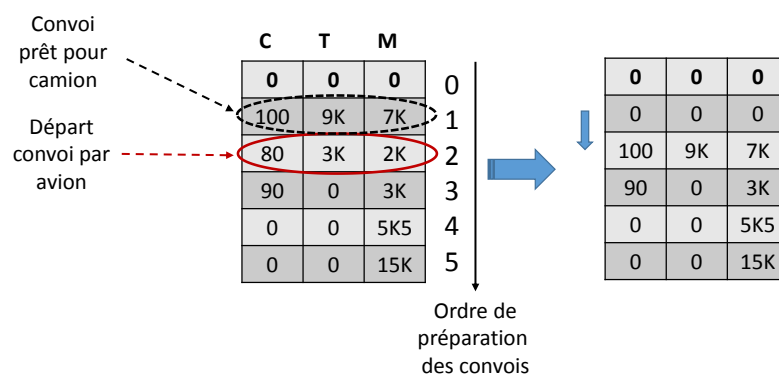 Convoi
prêt pour
camion
Départ
convoi par
avion
C T M
0 0 0 0
100 9K 7K 1
80 3K 2K 2
90 0 3K 3
0 0 5K5 4
0 0 15K 5
Ordre de
préparation
des convois
0 0 0
0 0 0
100 9K 7K
90 0 3K
0 0 5K5
0 0 15K